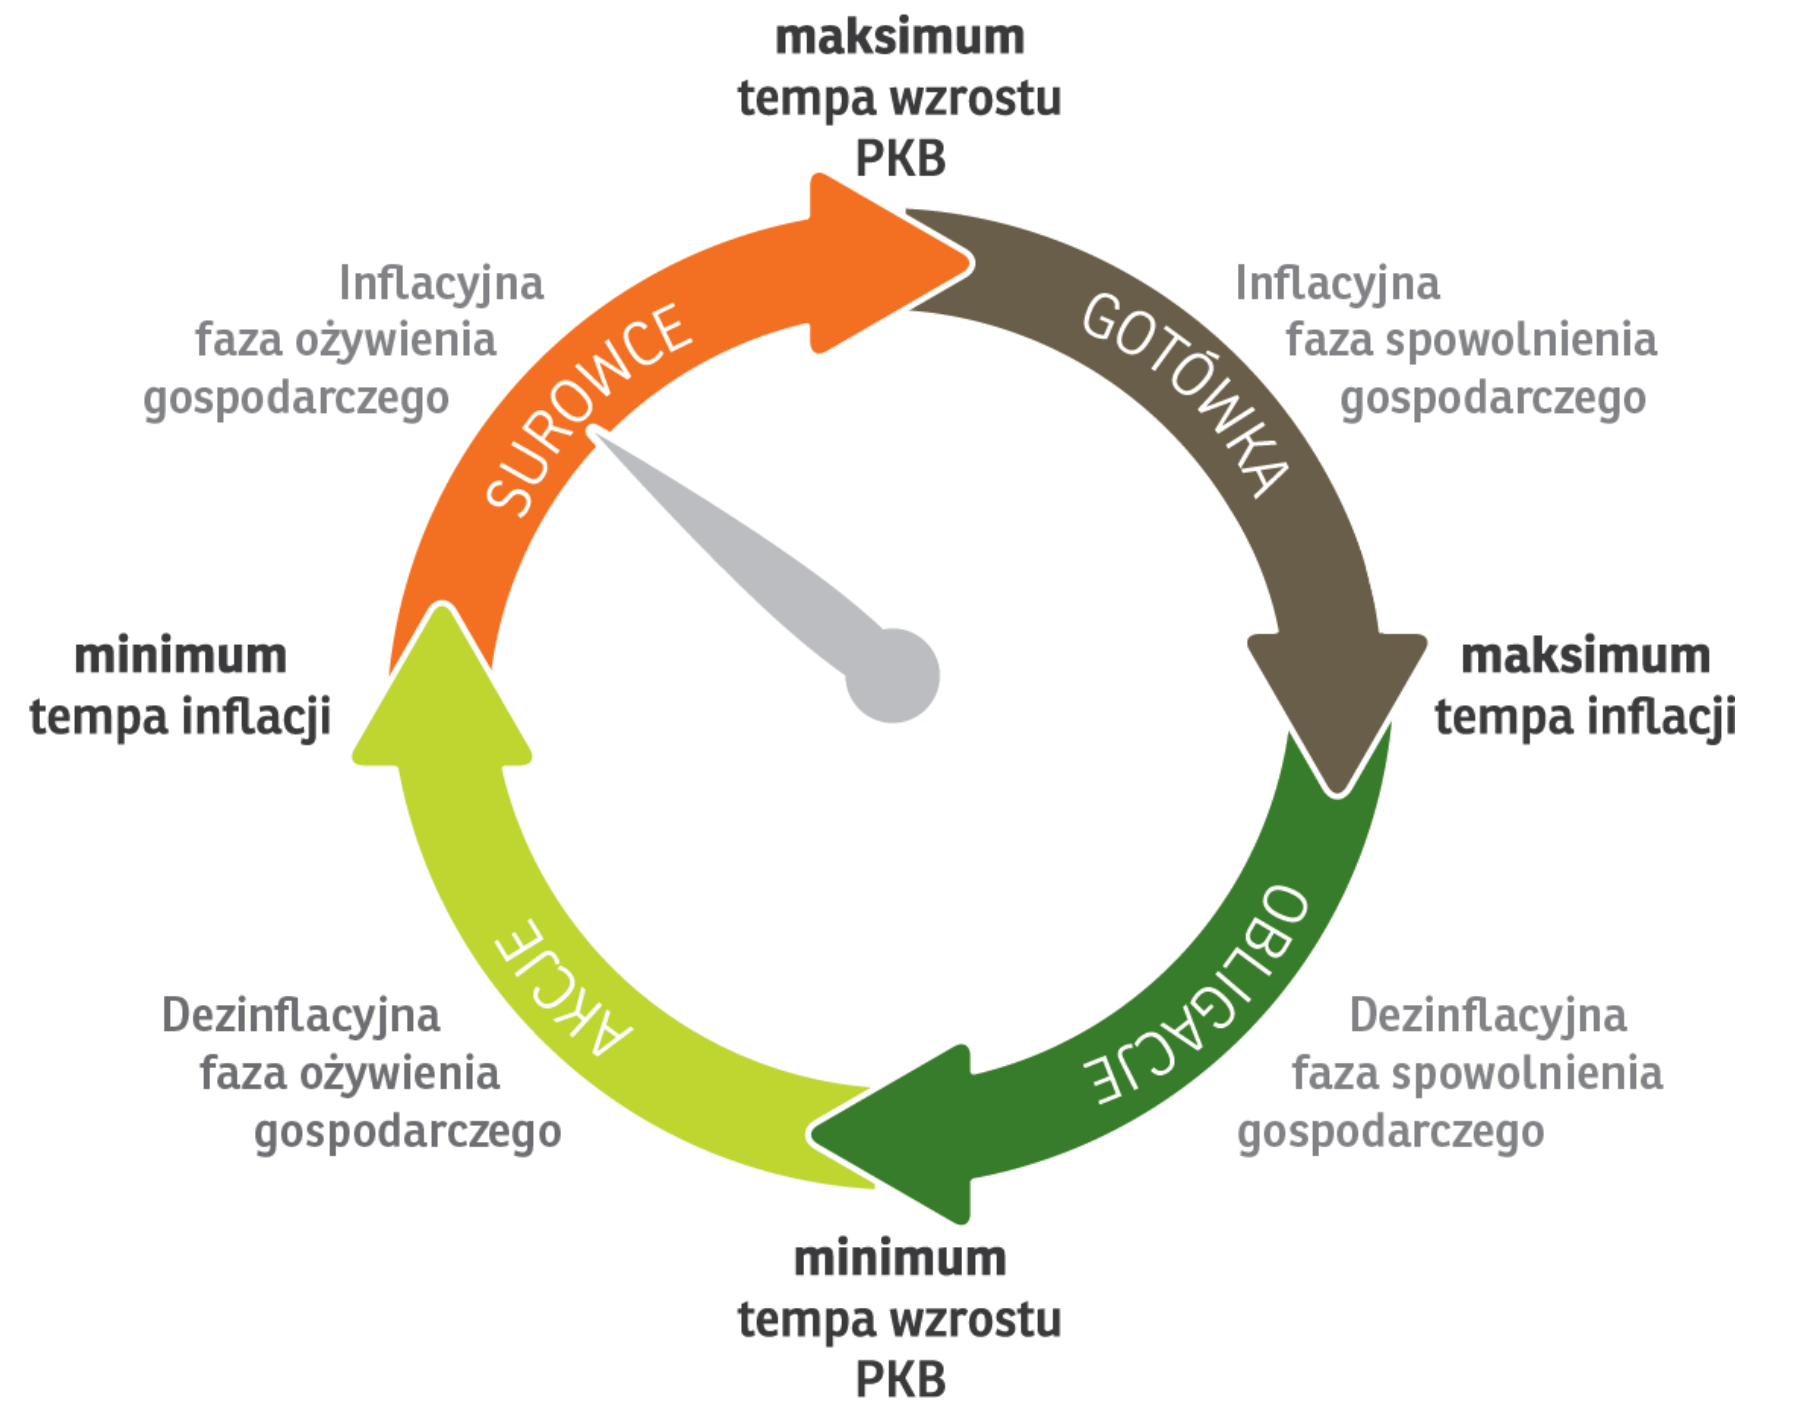 maksimum
tempa wzrostu
PKB
Inflacyjna
faza ożywienia
gospodarczego
SUROWCE
GOTÓWKA
Inflacyjna
faza spowolnienia
gospodarczego
minimum
tempa inflacji
maksimum
tempa inflacji
AKCJE
OBLIGACJE
Dezinflacyjna
faza ożywienia
gospodarczego
Dezinflacyjna
faza spowolnienia
gospodarczego
minimum
tempa wzrostu
PKB